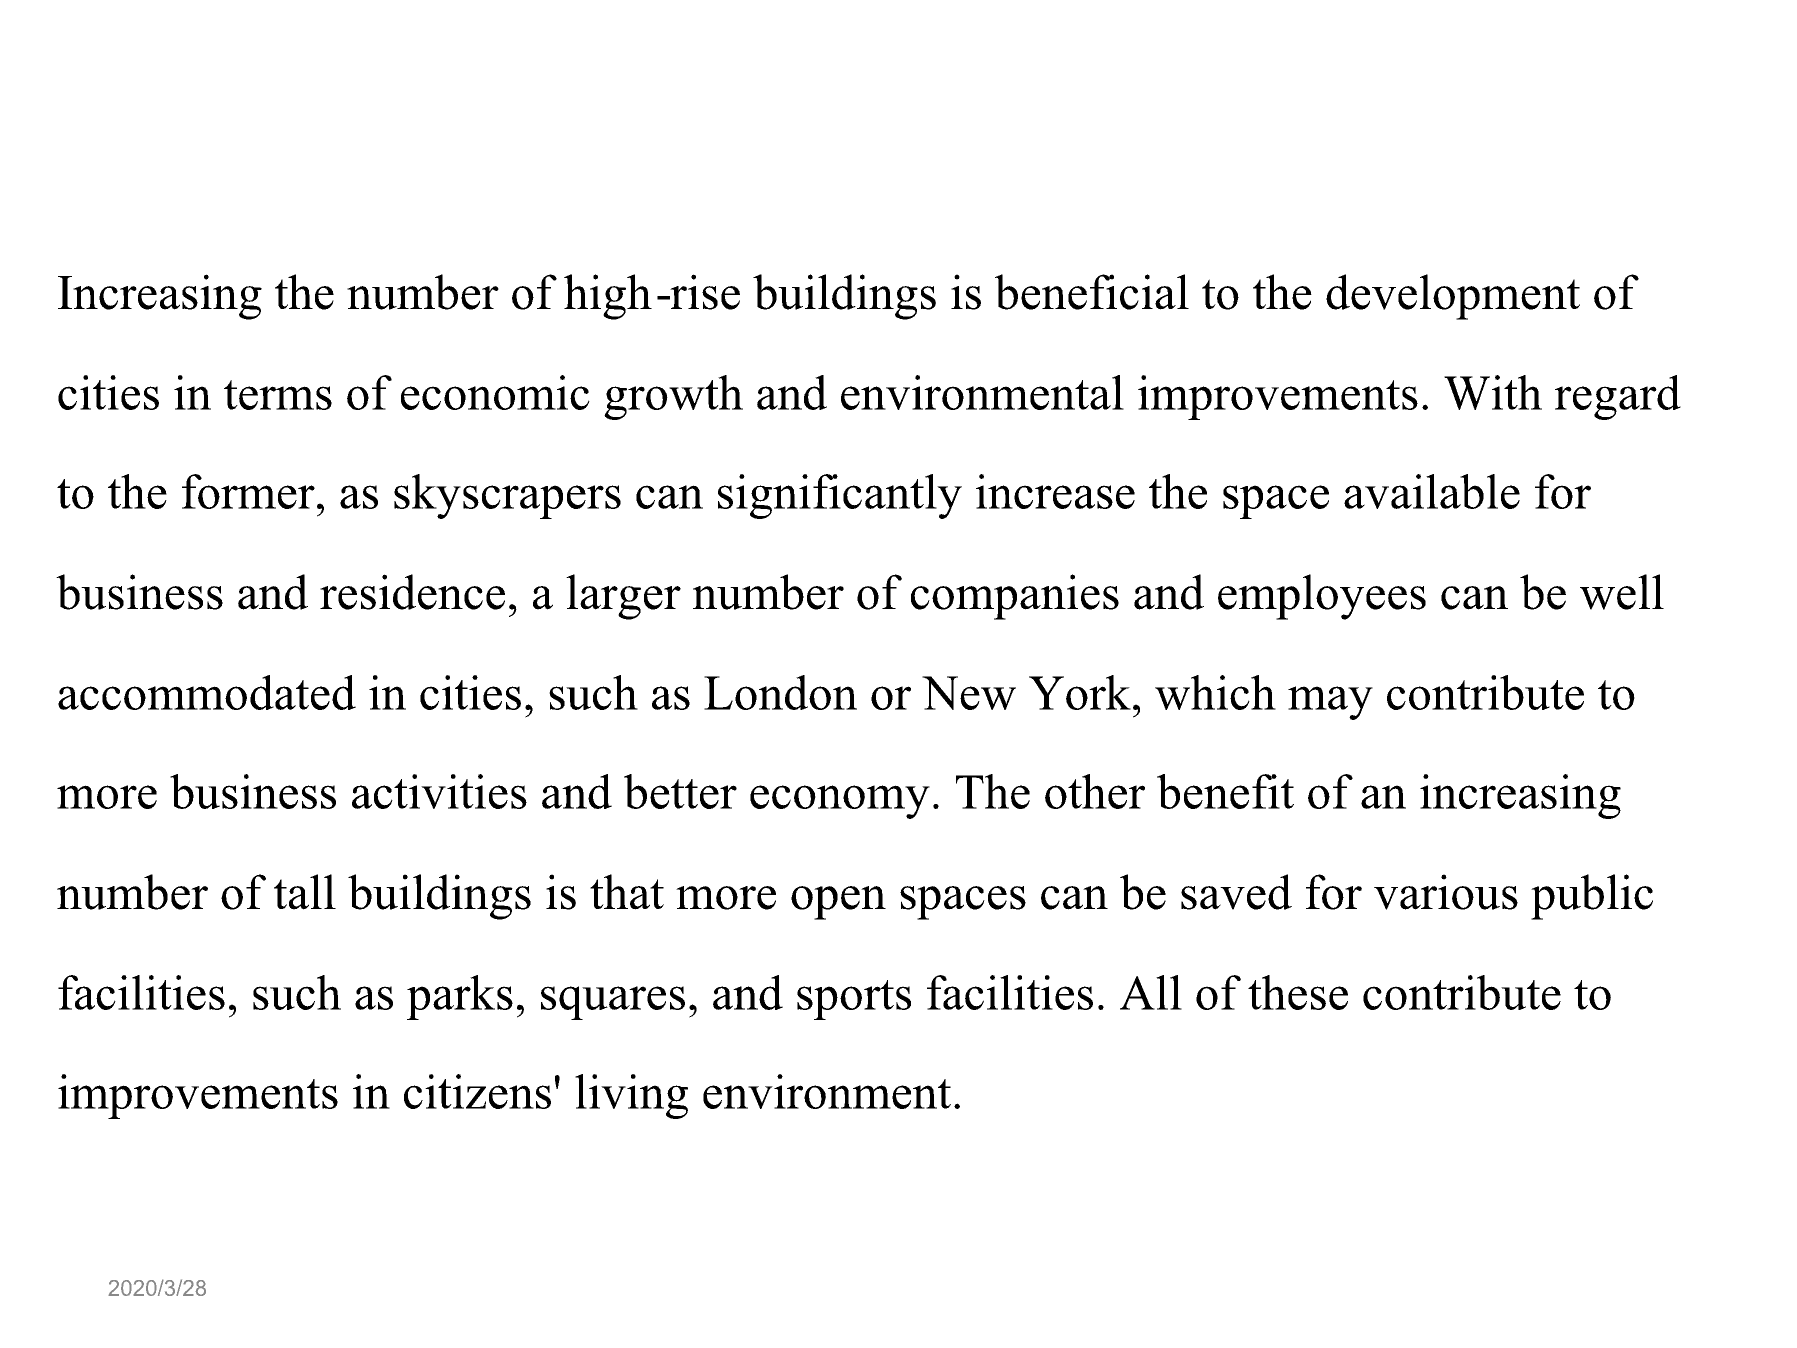 Increasing the number of high-rise buildings is beneficial to the development of
cities in terms of economic growth and environmental improvements. With regard
to the former, as skyscrapers can significantly increase the space available for
business and residence, a larger number of companies and employees can be well
accommodated in cities, such as London or New York, which may contribute to
more business activities and better economy. The other benefit of an increasing
number of tall buildings is that more open spaces can be saved for various public
facilities, such as parks, squares, and sports facilities. All of these contribute to
improvements in citizens' living environment.
2020/3/28